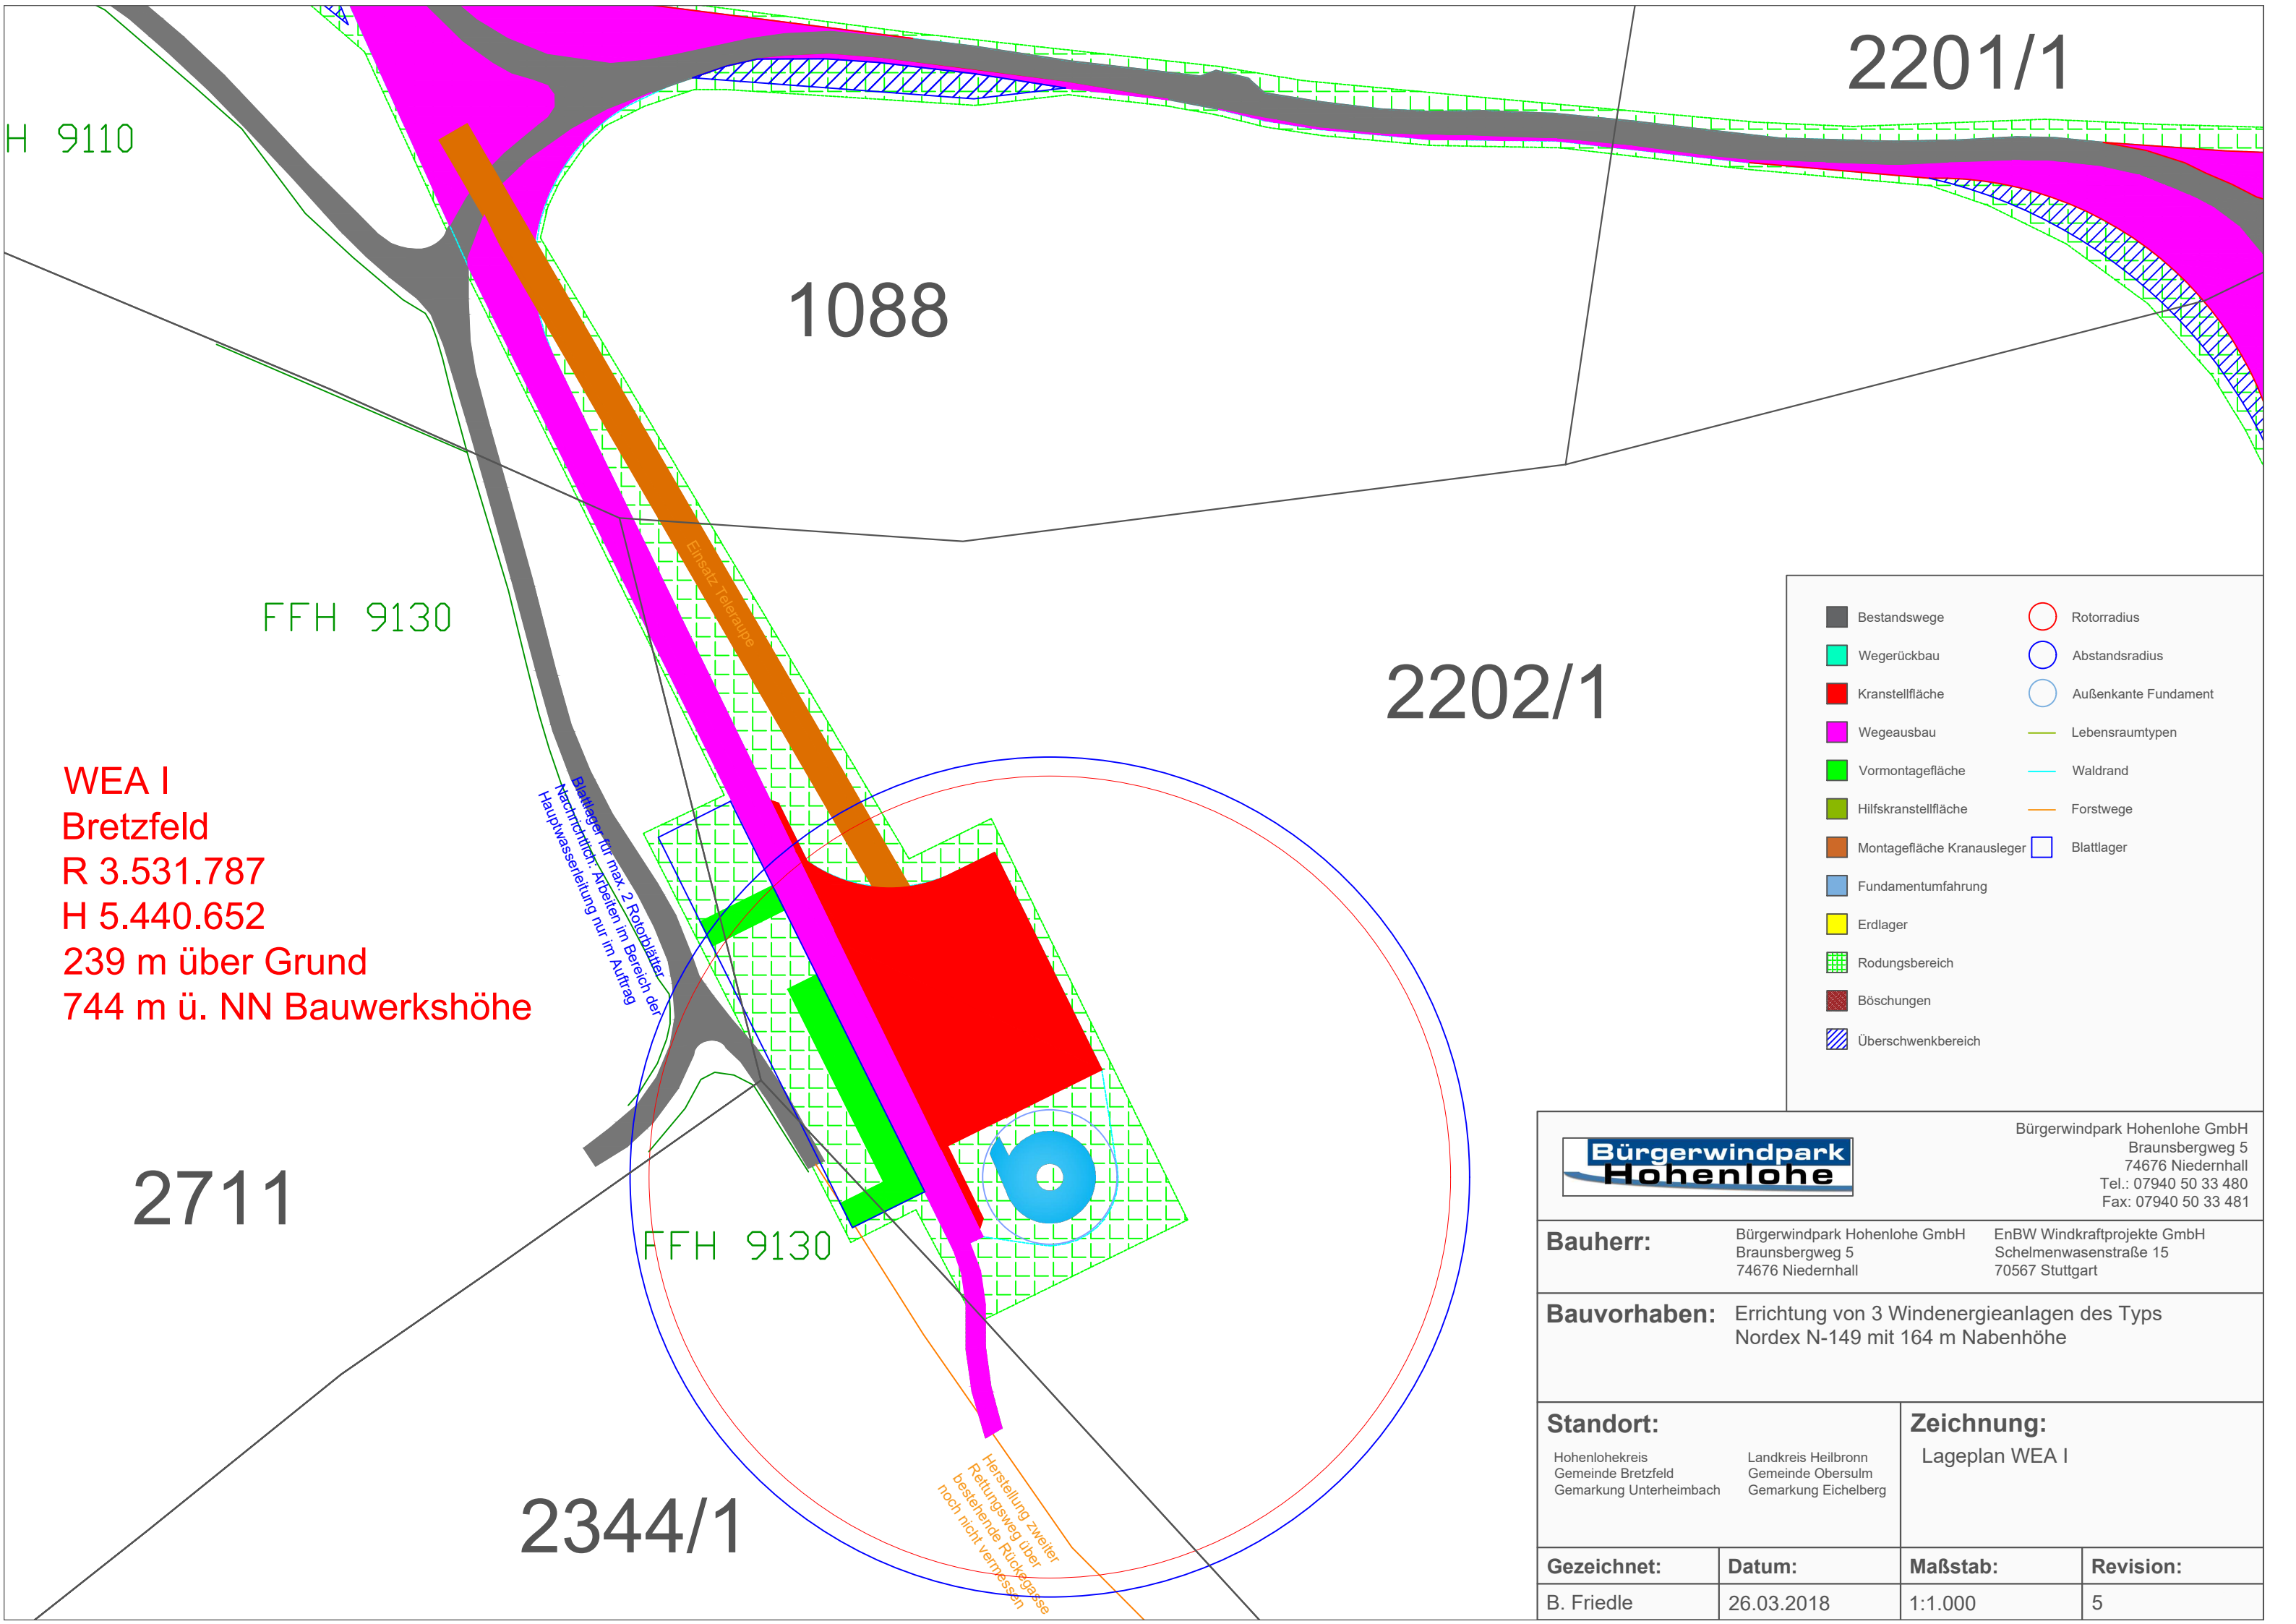 2201/1
H 9110
1088
Einsatz Teleraupe
FFH 9130
2202/1
WEA I
Bretzfeld
R 3.531.787
H 5.440.652
239 m über Grund
744 m ü. NN Bauwerkshöhe
Blattlager für max. 2 Rotorblätter
Nachrichtlich: Arbeiten im Bereich der
Hauptwasserleitung nur im Auftrag
2711
FFH 9130
2344/1
Herstellung zweiter
Rettungsweg über
bestehende Rückegasse
noch nicht vermessen
Bestandswege
Wegerückbau
Kranstellfläche
Wegeausbau
Vormontagefläche
Hilfskranstellfläche
Montagefläche Kranausleger
Fundamentumfahrung
Erdlager
Rodungsbereich
Böschungen
Überschwenkbereich
Rotorradius
Abstandsradius
Außenkante Fundament
Lebensraumtypen
Waldrand
Forstwege
Blattlager
Bürgerwindpark
Hohenlohe
Bürgerwindpark Hohenlohe GmbH
Braunsbergweg 5
74676 Niedernhall
Tel.: 07940 50 33 480
Fax: 07940 50 33 481
Bauherr:
Bürgerwindpark Hohenlohe GmbH
Braunsbergweg 5
74676 Niedernhall
EnBW Windkraftprojekte GmbH
Schelmenwasenstraße 15
70567 Stuttgart
Bauvorhaben:
Errichtung von 3 Windenergieanlagen des Typs
Nordex N-149 mit 164 m Nabenhöhe
Standort:
Hohenlohekreis
Gemeinde Bretzfeld
Gemarkung Unterheimbach
Landkreis Heilbronn
Gemeinde Obersulm
Gemarkung Eichelberg
Zeichnung:
Lageplan WEA I
Gezeichnet:
B. Friedle
Datum:
26.03.2018
Maßstab:
1:1.000
Revision:
5